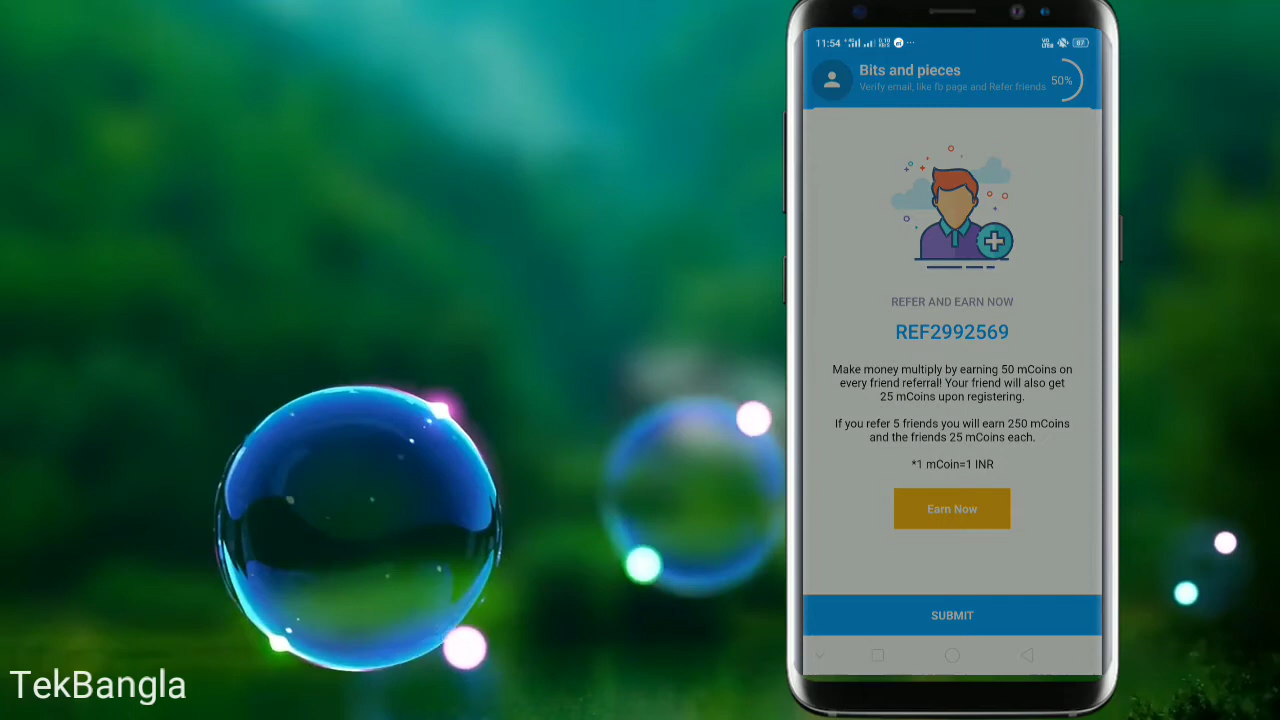 11:54
Bits and pieces
Verify email, like fb page and Refer friends
50%
REFER AND EARN NOW
REF2992569
Make money multiply by earning 50 mCoins on
every friend referral! Your friend will also get
25 mCoins upon registering.
If you refer 5 friends you will earn 250 mCoins
and the friends 25 mCoins each.
*1 mCoin=1 INR
Earn Now
SUBMIT
TekBangla